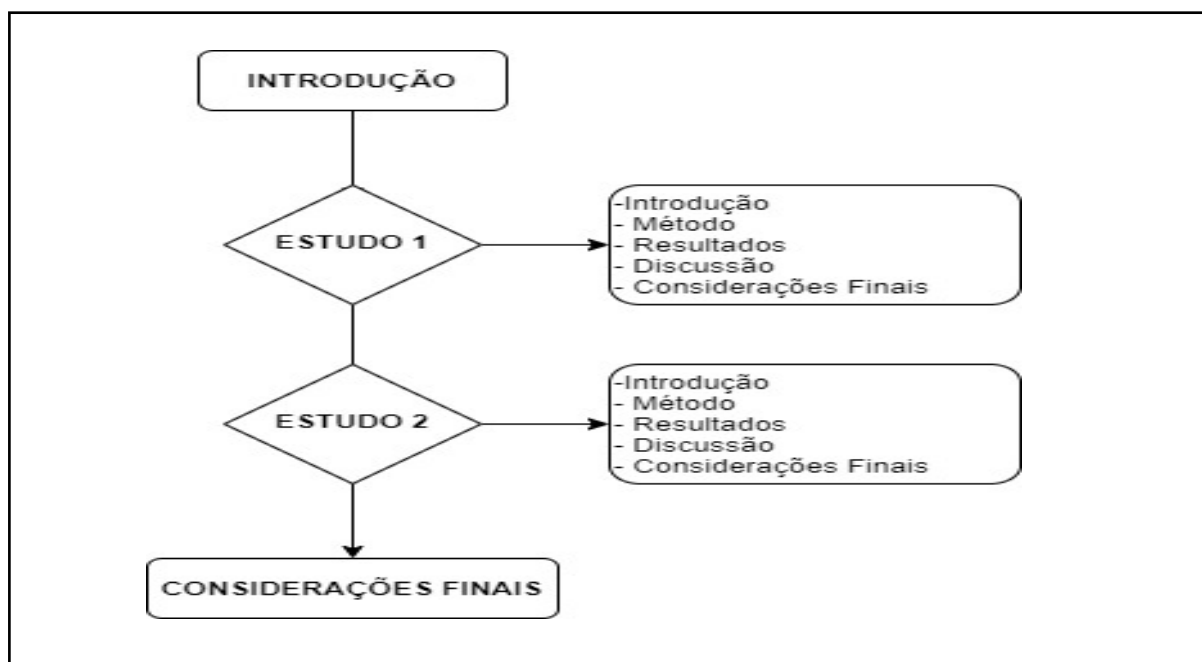 INTRODUÇÃO
ESTUDO 1
-Introdução
- Método
- Resultados
- Discussão
- Considerações Finais
ESTUDO 2
-Introdução
- Método
- Resultados
- Discussão
- Considerações Finais
CONSIDERAÇÕES FINAIS